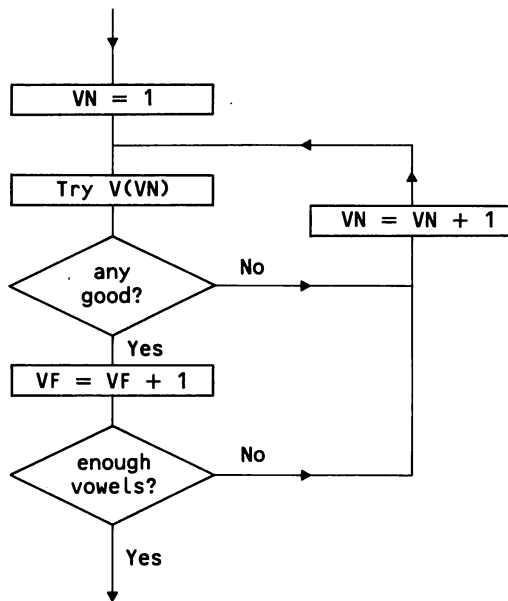 VN = 1
Try V(VN)
VN = VN + 1
any
good?
No
Yes
VF = VF + 1
enough
vowels?
No
Yes